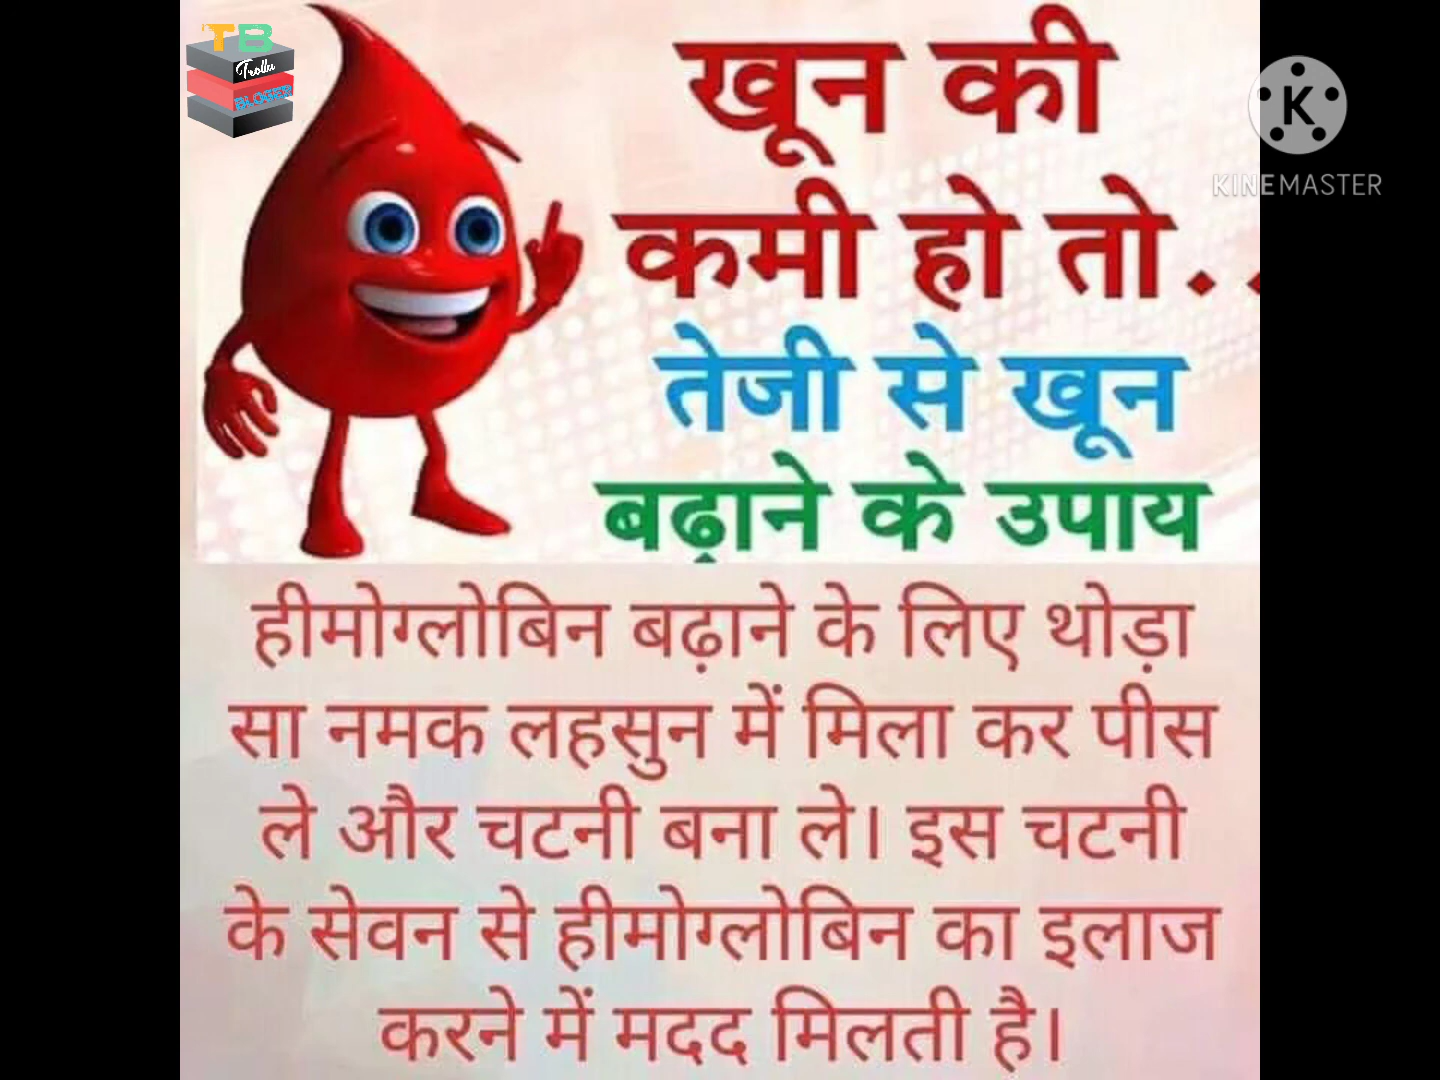 TB
Trollu
BLOGER
खून की
कमी हो तो..
तेजी से खून
बढ़ाने के उपाय
K
KINEMASTER
हीमोग्लोबिन बढ़ाने के लिए थोड़ा
सा नमक लहसुन में मिला कर पीस
ले और चटनी बना ले। इस चटनी
के सेवन से हीमोग्लोबिन का इलाज
करने में मदद मिलती है।